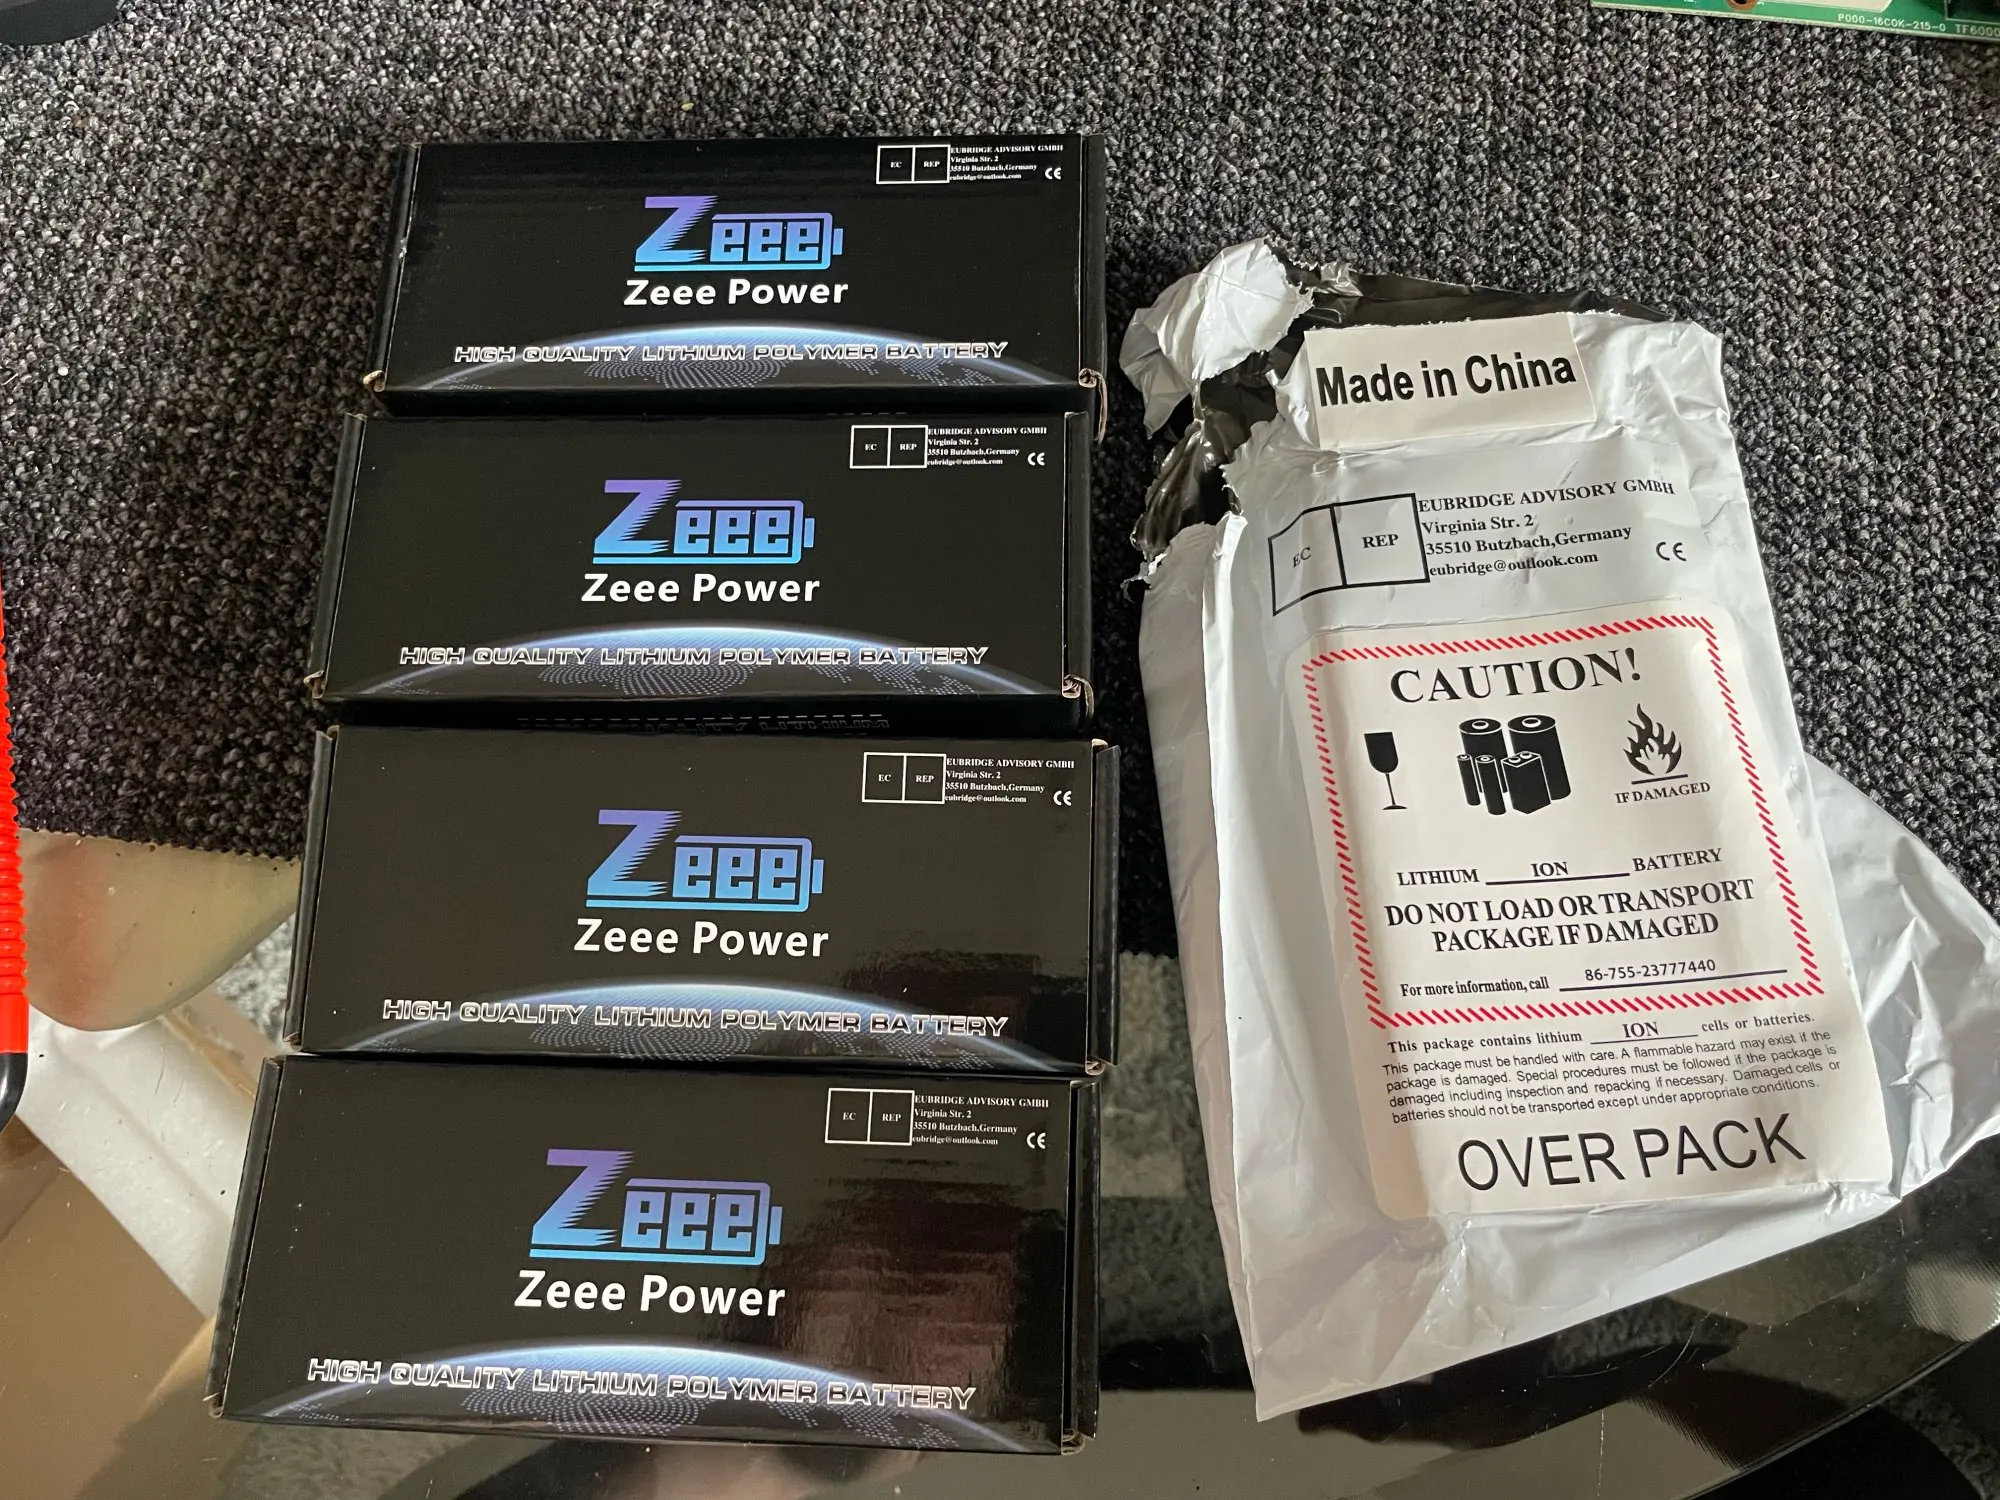 P000-16COK-215-0 TF6000
EC REP
EUBRIDGE ADVISORY GMBH
Virginia Str. 2
35510 Butzbach,Germany
eubridge@outlook.com
CE
Zeee
Zeee Power
HIGH QUALITY LITHIUM POLYMER BATTERY
EC REP
EUBRIDGE ADVISORY GMBH
Virginia Str. 2
35510 Butzbach,Germany
eubridge@outlook.com
CE
Zeee
Zeee Power
HIGH QUALITY LITHIUM POLYMER BATTERY
EC REP
EUBRIDGE ADVISORY GMBH
Virginia Str. 2
35510 Butzbach,Germany
eubridge@outlook.com
CE
Zeee
Zeee Power
HIGH QUALITY LITHIUM POLYMER BATTERY
EC REP
EUBRIDGE ADVISORY GMBH
Virginia Str. 2
35510 Butzbach,Germany
eubridge@outlook.com
CE
Zeee
Zeee Power
HIGH QUALITY LITHIUM POLYMER BATTERY
Made in China
EC REP
EUBRIDGE ADVISORY GMBH
Virginia Str. 2
35510 Butzbach,Germany
eubridge@outlook.com
CE
CAUTION!
IF DAMAGED
LITHIUM ION BATTERY
DO NOT LOAD OR TRANSPORT
PACKAGE IF DAMAGED
For more information, call 86-755-23777440
This package contains lithium ION cells or batteries.
This package must be handled with care. A flammable hazard may exist if the
package is damaged. Special procedures must be followed if the package is
damaged including inspection and repacking if necessary. Damaged cells or
batteries should not be transported except under appropriate conditions.
OVER PACK